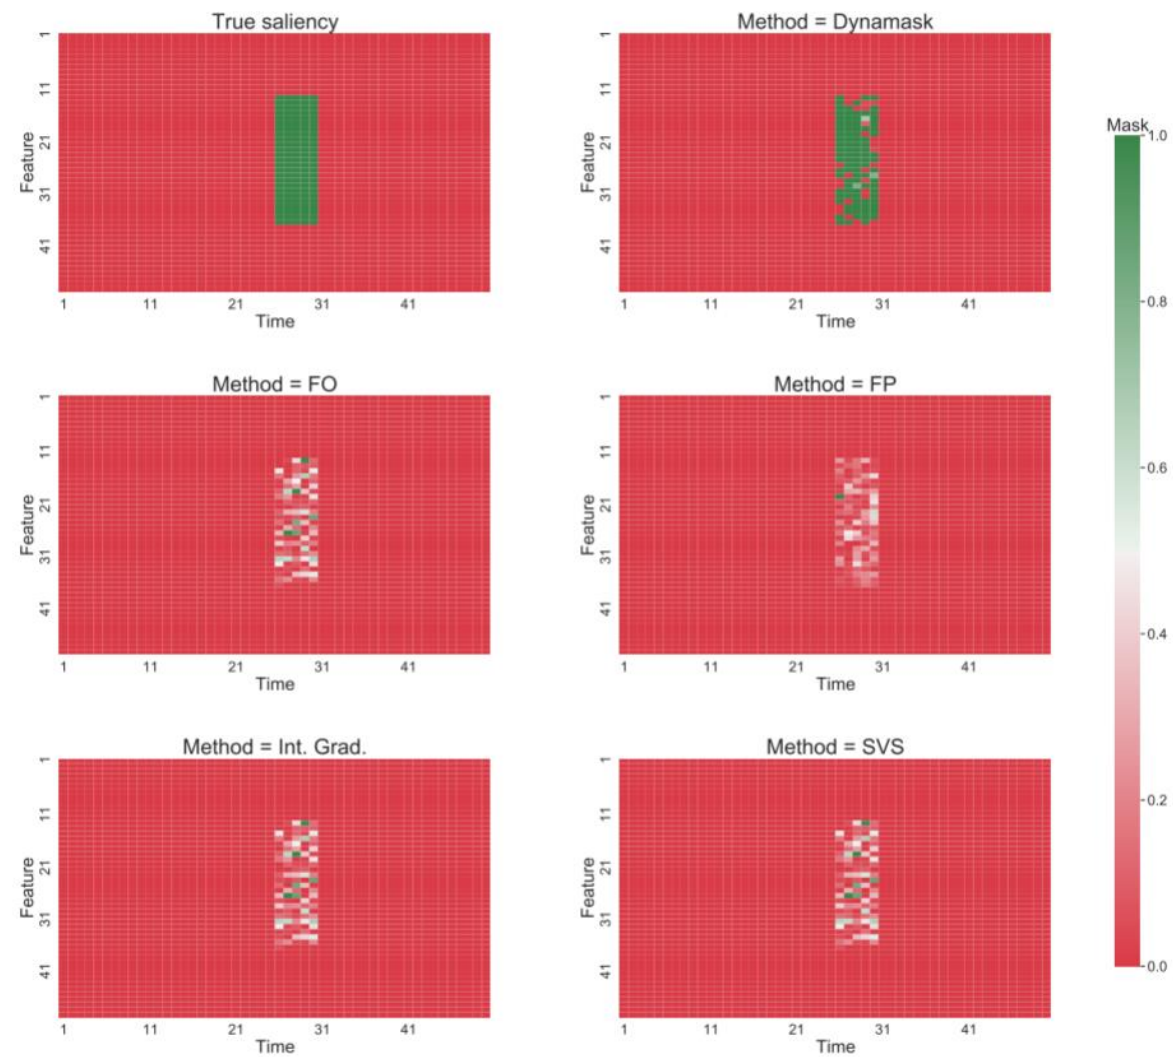 True saliency
Feature
1
11
21
31
41
1 11 21 31 41
Time
Method = Dynamask
Feature
1
11
21
31
41
1 11 21 31 41
Time
Mask
1.0
0.8
0.6
0.4
0.2
0.0
Method = FO
Feature
1
11
21
31
41
1 11 21 31 41
Time
Method = FP
Feature
1
11
21
31
41
1 11 21 31 41
Time
Method = Int. Grad.
Feature
1
11
21
31
41
1 11 21 31 41
Time
Method = SVS
Feature
1
11
21
31
41
1 11 21 31 41
Time